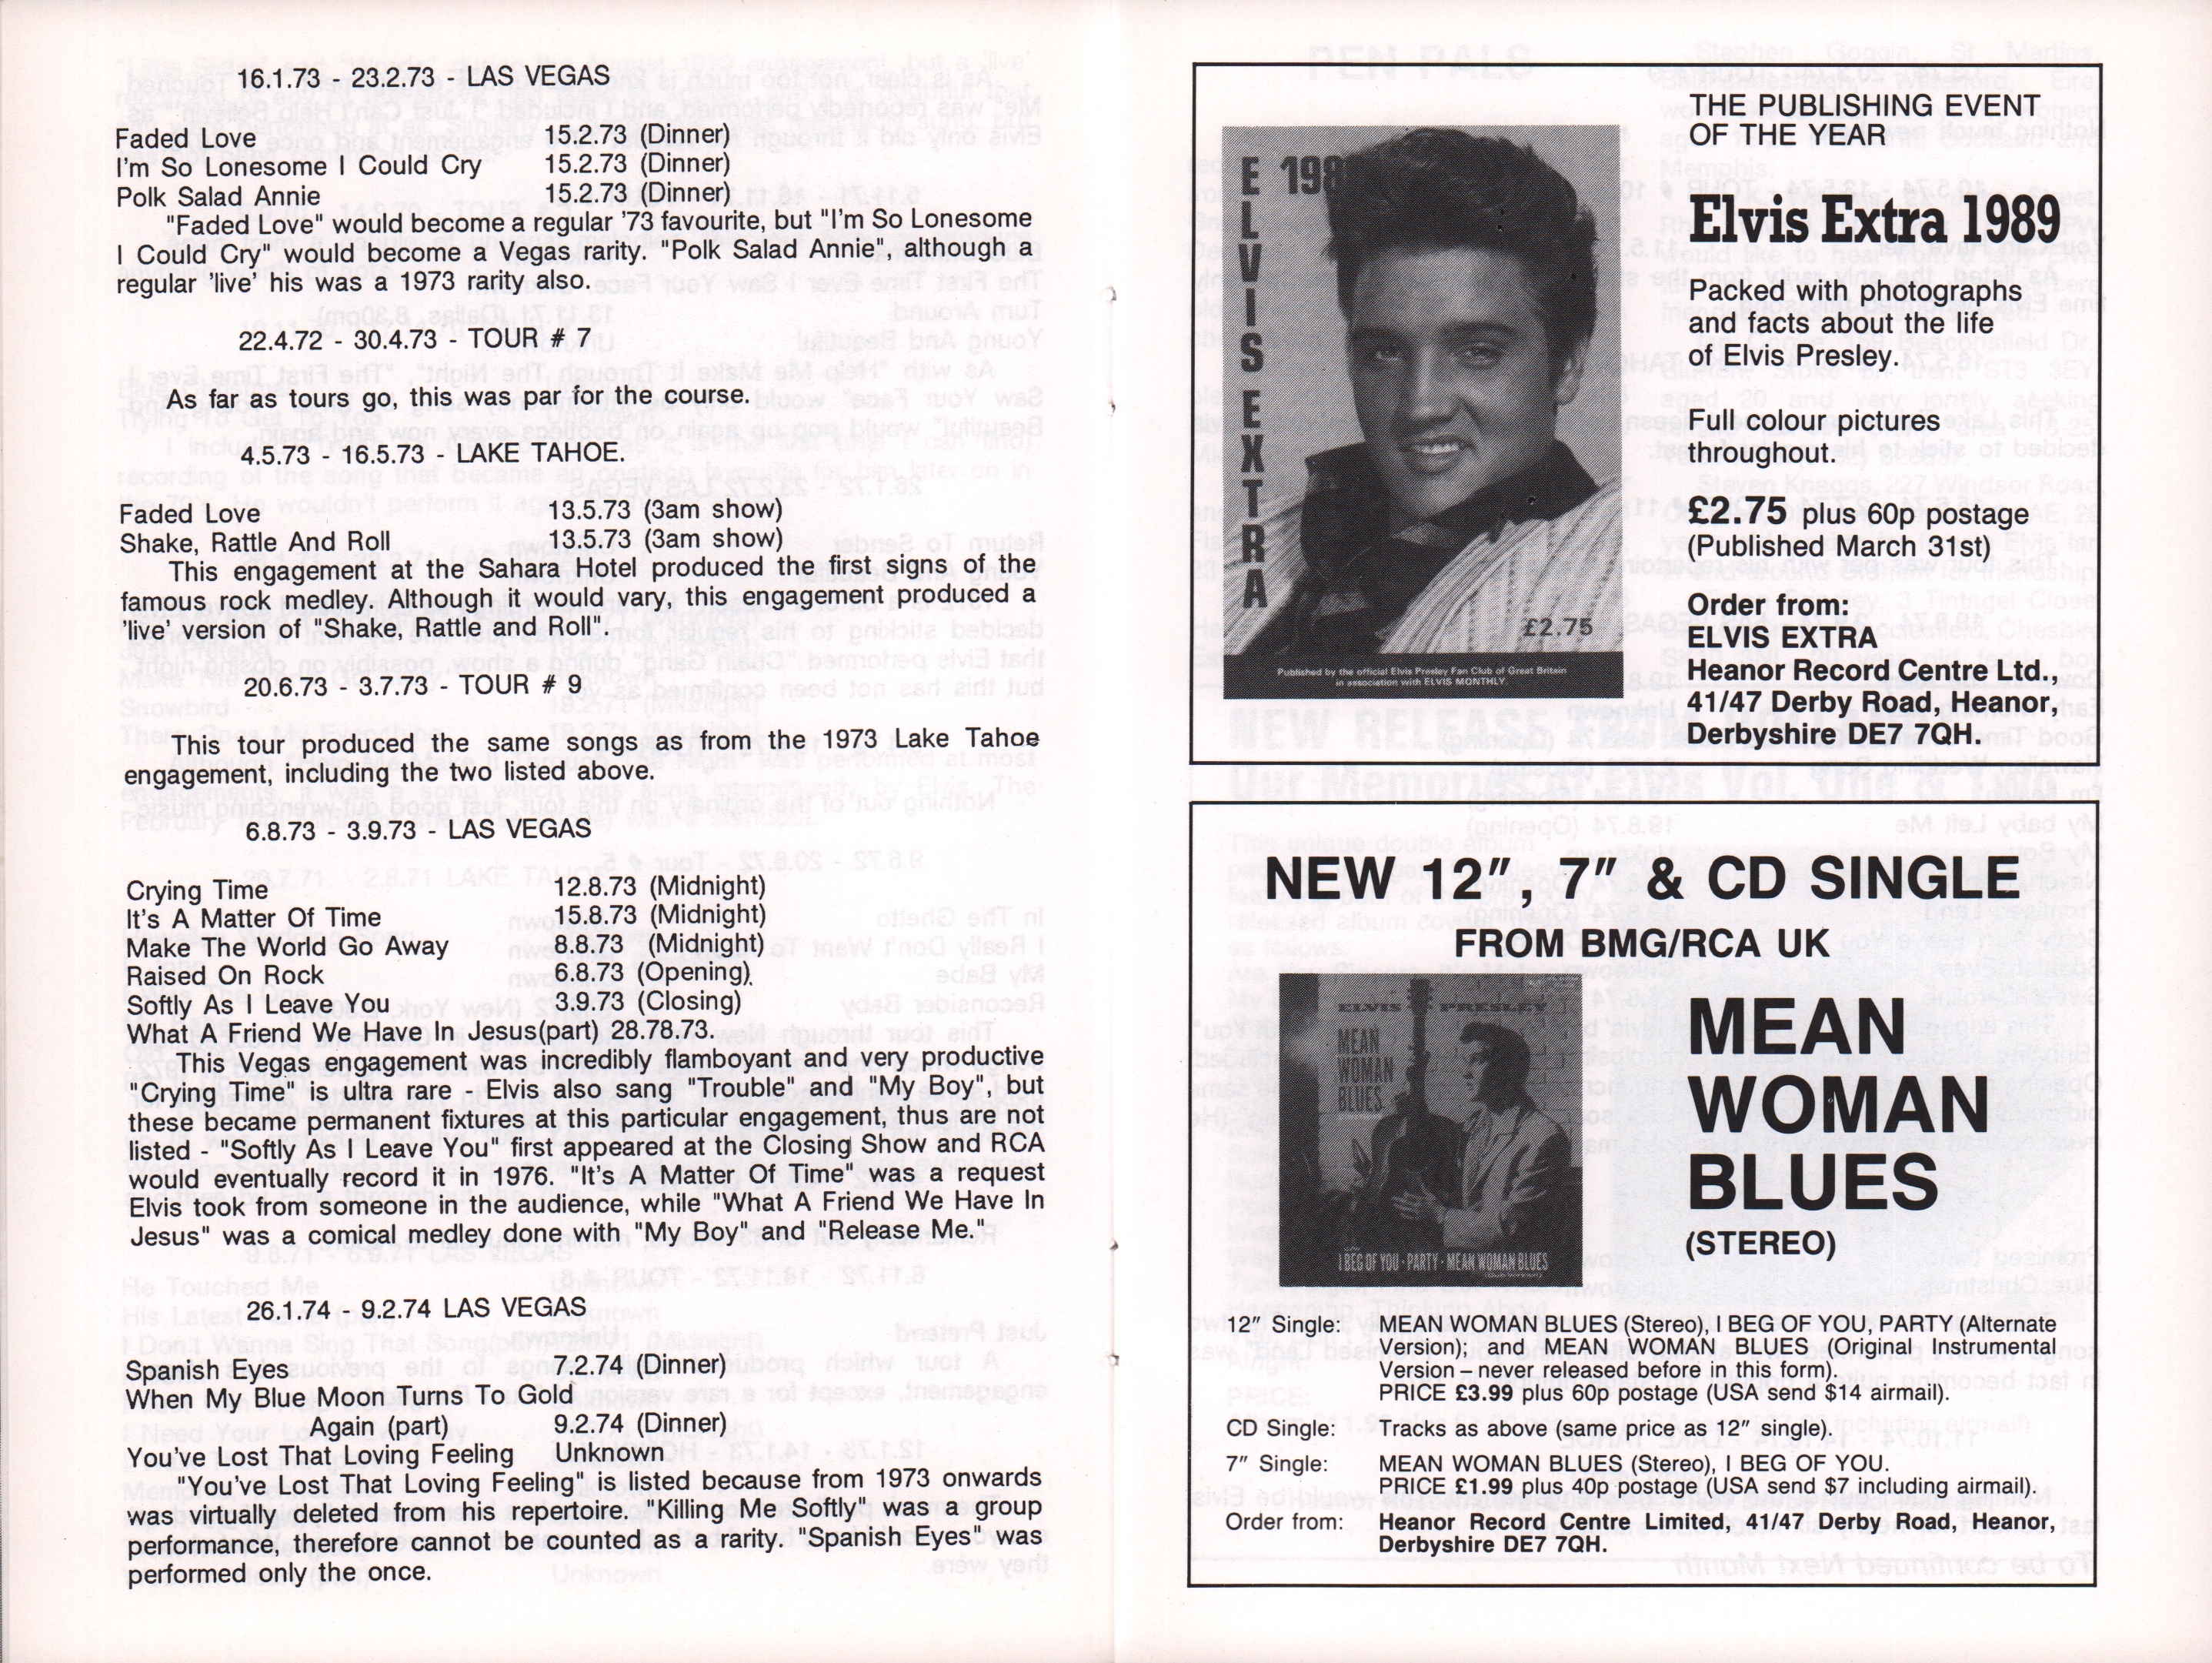 16.1.73 - 23.2.73 - LAS VEGAS
Faded Love 15.2.73 (Dinner)
I'm So Lonesome I Could Cry 15.2.73 (Dinner)
Polk Salad Annie 15.2.73 (Dinner)
"Faded Love" would become a regular '73 favourite, but "I'm So Lonesome
I Could Cry" would become a Vegas rarity. "Polk Salad Annie", although a
regular 'live' his was a 1973 rarity also.
22.4.72 - 30.4.73 - TOUR # 7
As far as tours go, this was par for the course.
4.5.73 - 16.5.73 - LAKE TAHOE.
Faded Love 13.5.73 (3am show)
Shake, Rattle And Roll 13.5.73 (3am show)
This engagement at the Sahara Hotel produced the first signs of the
famous rock medley. Although it would vary, this engagement produced a
'live' version of "Shake, Rattle and Roll".
20.6.73 - 3.7.73 - TOUR # 9
This tour produced the same songs as from the 1973 Lake Tahoe
engagement, including the two listed above.
6.8.73 - 3.9.73 - LAS VEGAS
Crying Time 12.8.73 (Midnight)
It's A Matter Of Time 15.8.73 (Midnight)
Make The World Go Away 8.8.73 (Midnight)
Raised On Rock 6.8.73 (Opening).
Softly As I Leave You 3.9.73 (Closing)
What A Friend We Have In Jesus(part) 28.78.73.
This Vegas engagement was incredibly flamboyant and very productive
"Crying Time" is ultra rare - Elvis also sang "Trouble" and "My Boy", but
these became permanent fixtures at this particular engagement, thus are not
listed - "Softly As I Leave You" first appeared at the Closing Show and RCA
would eventually record it in 1976. "It's A Matter Of Time" was a request
Elvis took from someone in the audience, while "What A Friend We Have In
Jesus" was a comical medley done with "My Boy" and "Release Me."
26.1.74 - 9.2.74 LAS VEGAS
Spanish Eyes 7.2.74 (Dinner)
When My Blue Moon Turns To Gold
Again (part) 9.2.74 (Dinner)
You've Lost That Loving Feeling Unknown
"You've Lost That Loving Feeling" is listed because from 1973 onwards
was virtually deleted from his repertoire. "Killing Me Softly" was a group
performance, therefore cannot be counted as a rarity. "Spanish Eyes" was
performed only the once.
ELVIS EXTRA
198
£2.75
Published by the official Elvis Presley Fan Club of Great Britain
in association with ELVIS MONTHLY.
THE PUBLISHING EVENT
OF THE YEAR
Elvis Extra 1989
Packed with photographs
and facts about the life
of Elvis Presley.
Full colour pictures
throughout.
£2.75 plus 60p postage
(Published March 31st)
Order from:
ELVIS EXTRA
Heanor Record Centre Ltd.,
41/47 Derby Road, Heanor,
Derbyshire DE7 7QH.
NEW 12″, 7″ & CD SINGLE
FROM BMG/RCA UK
ELVIS PRESLEY
MEAN
WOMAN
BLUES
I BEG OF YOU · PARTY · MEAN WOMAN BLUES
MEAN
WOMAN
BLUES
(STEREO)
12″ Single: MEAN WOMAN BLUES (Stereo), I BEG OF YOU, PARTY (Alternate
Version); and MEAN WOMAN BLUES (Original Instrumental
Version – never released before in this form).
PRICE £3.99 plus 60p postage (USA send $14 airmail).
CD Single: Tracks as above (same price as 12″ single).
7″ Single: MEAN WOMAN BLUES (Stereo), I BEG OF YOU.
PRICE £1.99 plus 40p postage (USA send $7 including airmail).
Order from: Heanor Record Centre Limited, 41/47 Derby Road, Heanor,
Derbyshire DE7 7QH.